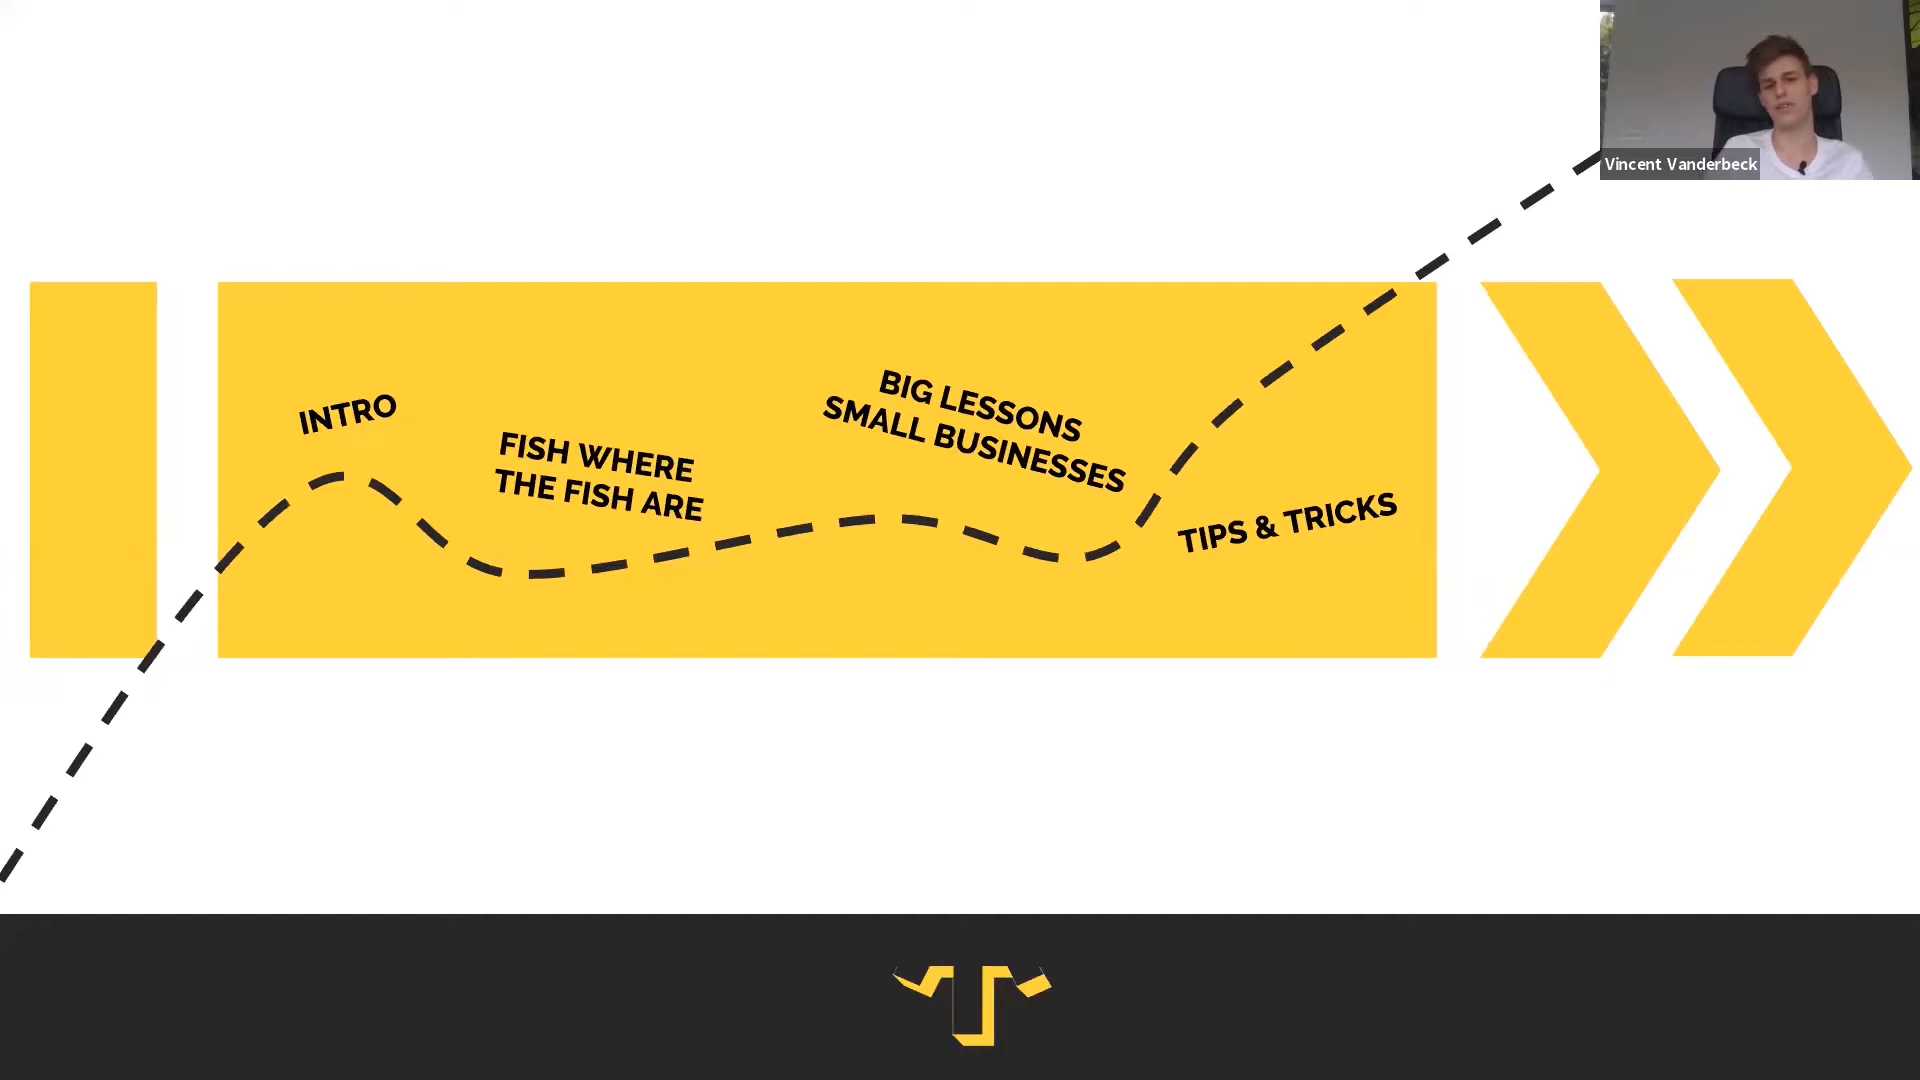 Vincent Vanderbeck
INTRO
FISH WHERE
THE FISH ARE
BIG LESSONS
SMALL BUSINESSES
TIPS & TRICKS